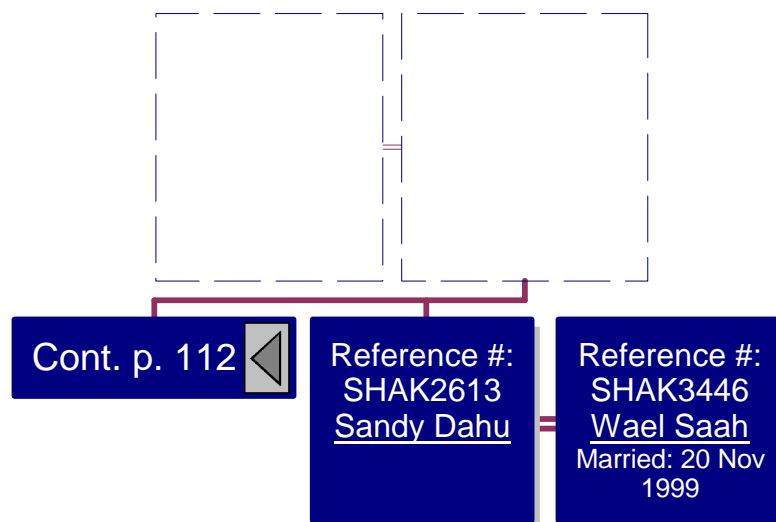 Cont. p. 112
Reference #:
SHAK2613
Sandy Dahu
Reference #:
SHAK3446
Wael Saah
Married: 20 Nov
1999